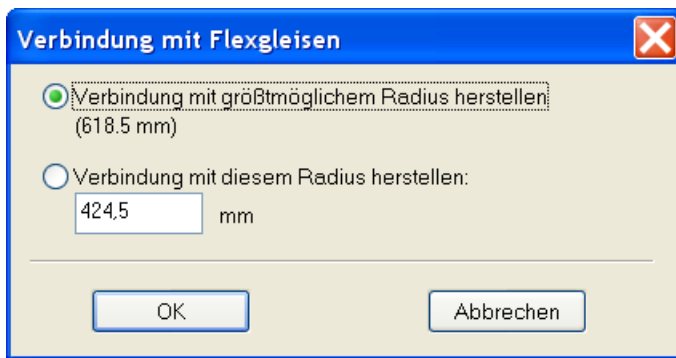 Verbindung mit Flexgleisen
Verbindung mit größtmöglichem Radius herstellen
(618.5 mm)
Verbindung mit diesem Radius herstellen:
424,5 mm
OK Abbrechen